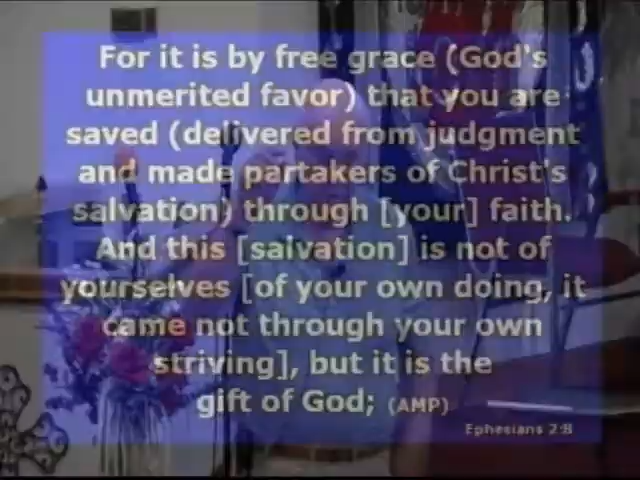 For it is by free grace (God's
unmerited favor) that you are
saved (delivered from judgment
and made partakers of Christ's
salvation) through [your] faith.
And this [salvation] is not of
yourselves [of your own doing, it
came not through your own
striving], but it is the
gift of God; (AMP)
Ephesians 2:8